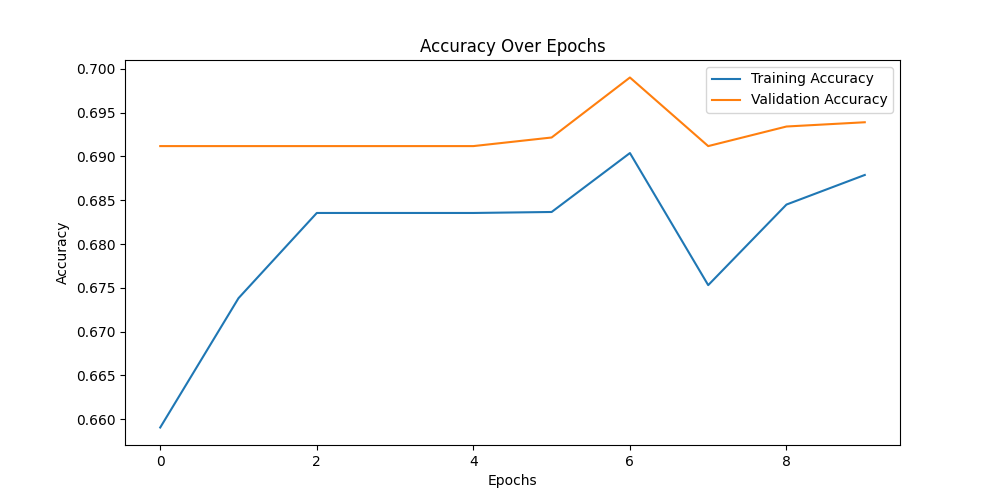 Accuracy Over Epochs
Training Accuracy
Validation Accuracy
0.700
0.695
0.690
0.685
0.680
0.675
0.670
0.665
0.660
Accuracy
0 2 4 6 8
Epochs